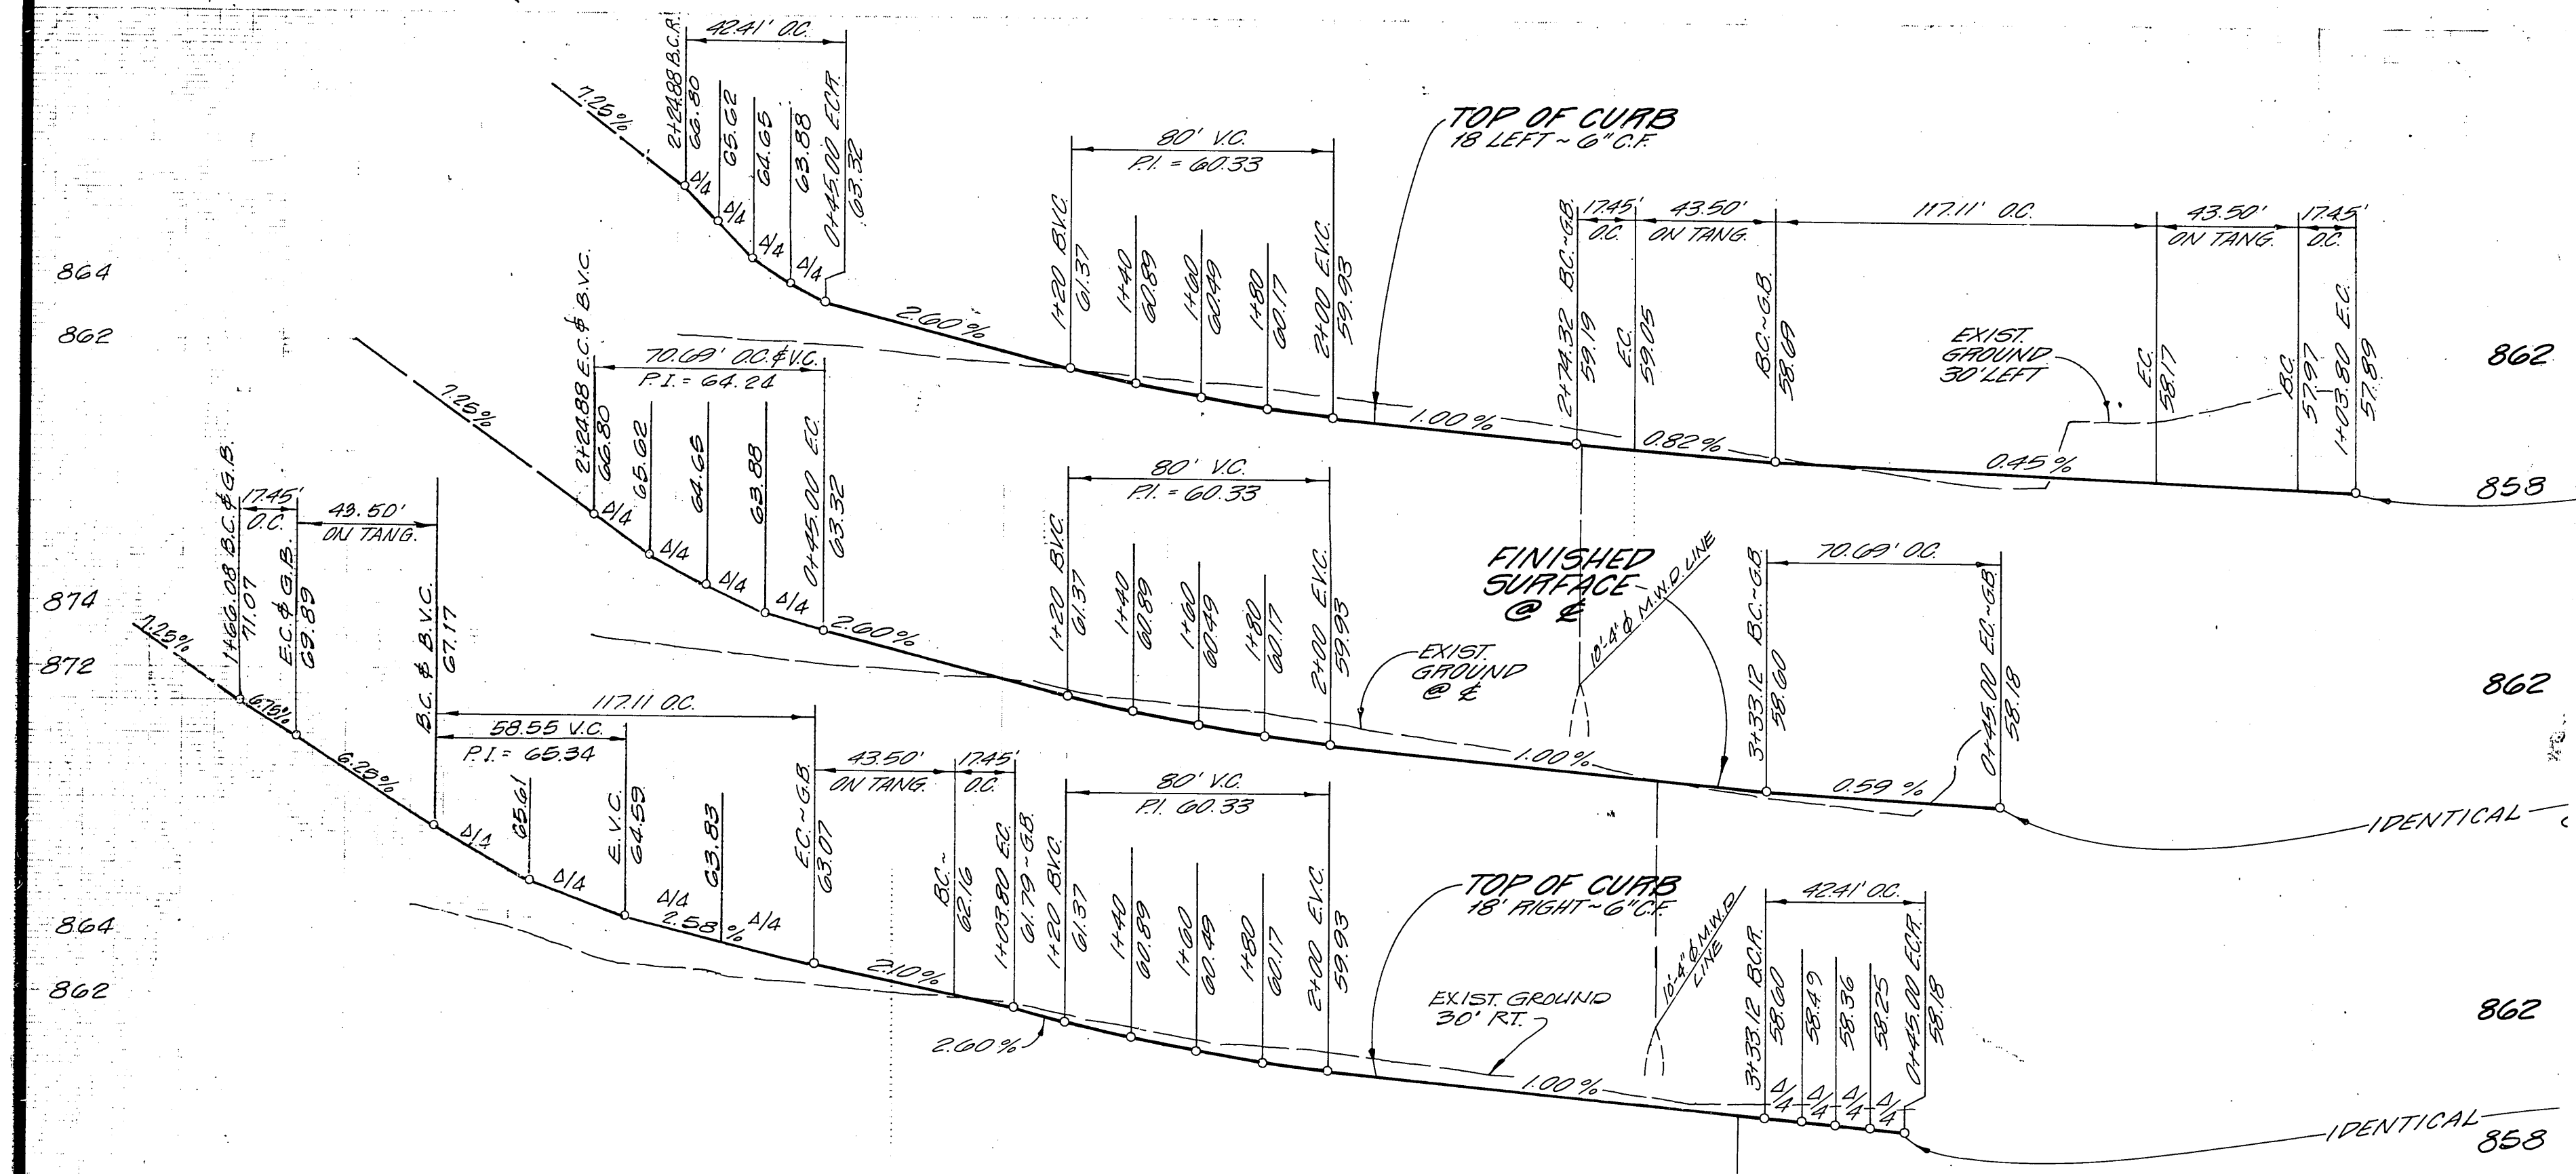 42.41' O.C.
7.25%
2+24.88 B.C.R.
66.80
65.62
64.65
63.88
0+45.00 E.C.R.
63.32
Δ/4
Δ/4
Δ/4
Δ/4
2.60%
80' V.C.
P.I. = 60.33
1+20 B.V.C.
61.37
1+40
60.89
1+60
60.49
1+80
60.17
2+00 E.V.C.
59.93
TOP OF CURB
18 LEFT ~ 6" C.F.
1.00%
2+74.32 B.C.~G.B.
59.19
17.45'
O.C.
E.C.
59.05
43.50'
ON TANG.
0.82%
B.C.~G.B.
58.69
117.11' O.C.
EXIST.
GROUND
30' LEFT
0.45%
E.C.
58.17
43.50'
ON TANG.
B.C.
57.97
17.45'
O.C.
1+03.80 E.C.
57.89
864
862
862
858
7.25%
2+24.88 E.C. & B.V.C.
66.80
70.69' O.C. & V.C.
P.I. = 64.24
65.62
64.65
63.88
0+45.00 E.C.
63.32
Δ/4
Δ/4
Δ/4
Δ/4
2.60%
80' V.C.
P.I. = 60.33
1+20 B.V.C.
61.37
1+40
60.89
1+60
60.49
1+80
60.17
2+00 E.V.C.
59.93
EXIST.
GROUND
@ ℄
FINISHED
SURFACE
@ ℄
10'-4" ϕ M.W.D. LINE
1.00%
3+33.12 B.C.~G.B.
58.60
70.69' O.C.
0.59 %
0+45.00 E.C.~G.B.
58.18
IDENTICAL
874
872
862
7.25%
1+66.08 B.C. & G.B.
71.07
17.45'
O.C.
6.75%
E.C. & G.B.
69.89
43.50'
ON TANG.
6.25%
B.C. & B.V.C.
67.17
117.11 O.C.
58.55 V.C.
P.I. = 65.34
65.61
E.V.C.
64.59
63.83
E.C.~G.B.
63.07
Δ/4
Δ/4
Δ/4
Δ/4
2.58 %
43.50'
ON TANG.
2.10%
B.C.~
62.16
17.45'
O.C.
1+03.80 E.C.
61.79~G.B.
2.60%
80' V.C.
P.I. 60.33
1+20 B.V.C.
61.37
1+40
60.89
1+60
60.49
1+80
60.17
2+00 E.V.C.
59.93
TOP OF CURB
18' RIGHT ~ 6" C.F.
EXIST. GROUND
30' RT.
10'-4" ϕ M.W.D
LINE
1.00%
42.41' O.C.
3+33.12 B.C.R.
58.60
58.49
58.36
58.25
0+45.00 E.C.R.
58.18
Δ/4
Δ/4
Δ/4
Δ/4
IDENTICAL
864
862
862
858